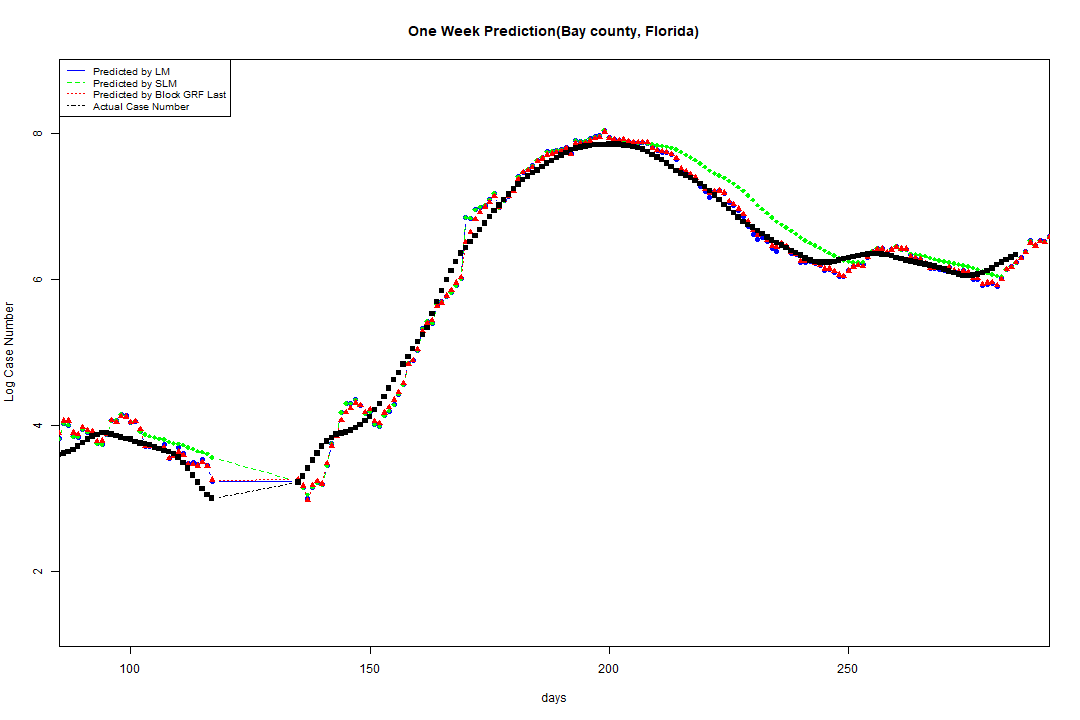 One Week Prediction(Bay county, Florida)
Predicted by LM
Predicted by SLM
Predicted by Block GRF Last
Actual Case Number
8
6
4
2
Log Case Number
100 150 200 250
days